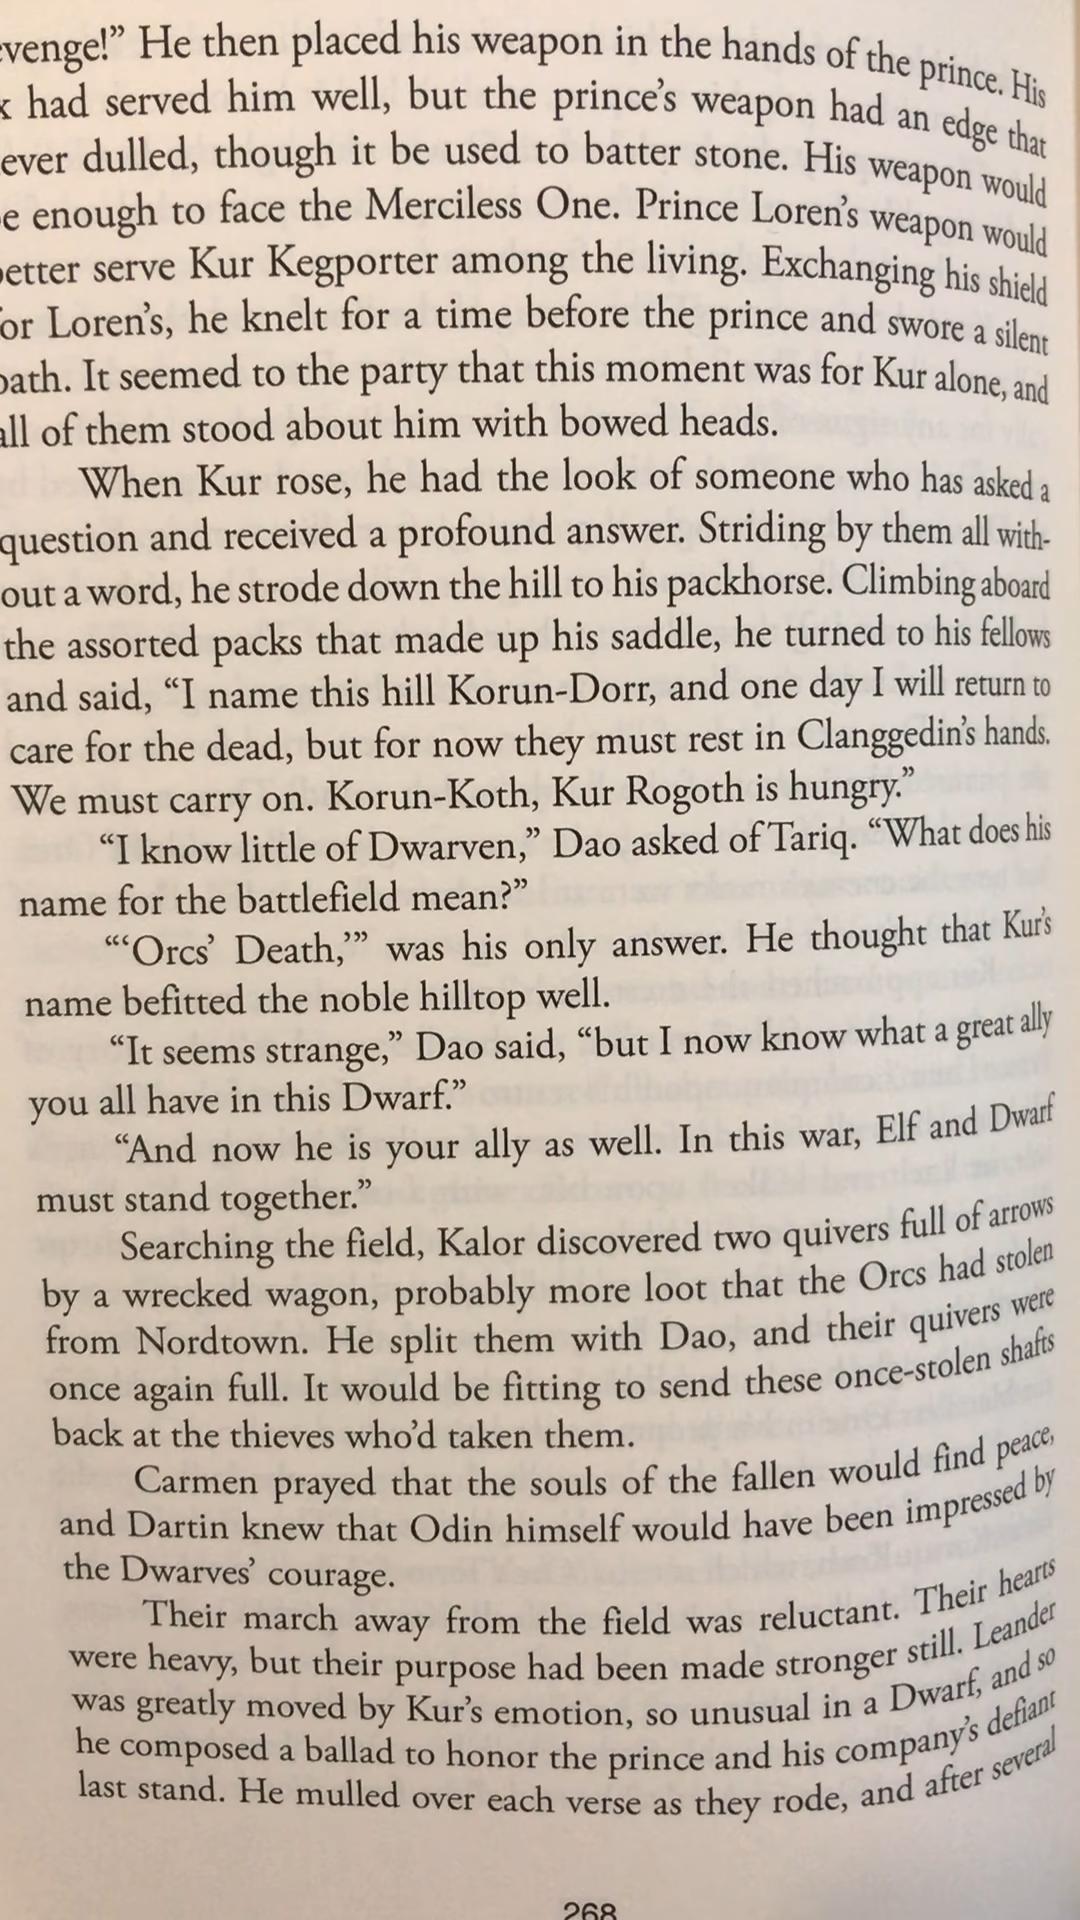 venge!” He then placed his weapon in the hands of the prince. His
had served him well, but the prince’s weapon had an edge that
ever dulled, though it be used to batter stone. His weapon would
e enough to face the Merciless One. Prince Loren’s weapon would
etter serve Kur Kegporter among the living. Exchanging his shield
or Loren’s, he knelt for a time before the prince and swore a silent
oath. It seemed to the party that this moment was for Kur alone, and
all of them stood about him with bowed heads.
When Kur rose, he had the look of someone who has asked a
question and received a profound answer. Striding by them all with-
out a word, he strode down the hill to his packhorse. Climbing aboard
the assorted packs that made up his saddle, he turned to his fellows
and said, “I name this hill Korun-Dorr, and one day I will return to
care for the dead, but for now they must rest in Clanggedin’s hands.
We must carry on. Korun-Koth, Kur Rogoth is hungry.”
“I know little of Dwarven,” Dao asked of Tariq. “What does his
name for the battlefield mean?”
“‘Orcs’ Death,’” was his only answer. He thought that Kur’s
name befitted the noble hilltop well.
“It seems strange,” Dao said, “but I now know what a great ally
you all have in this Dwarf.”
“And now he is your ally as well. In this war, Elf and Dwarf
must stand together.”
Searching the field, Kalor discovered two quivers full of arrows
by a wrecked wagon, probably more loot that the Orcs had stolen
from Nordtown. He split them with Dao, and their quivers were
once again full. It would be fitting to send these once-stolen shafts
back at the thieves who’d taken them.
Carmen prayed that the souls of the fallen would find peace,
and Dartin knew that Odin himself would have been impressed by
the Dwarves’ courage.
Their march away from the field was reluctant. Their hearts
were heavy, but their purpose had been made stronger still. Leander
was greatly moved by Kur’s emotion, so unusual in a Dwarf, and so
he composed a ballad to honor the prince and his company’s defiant
last stand. He mulled over each verse as they rode, and after several
268